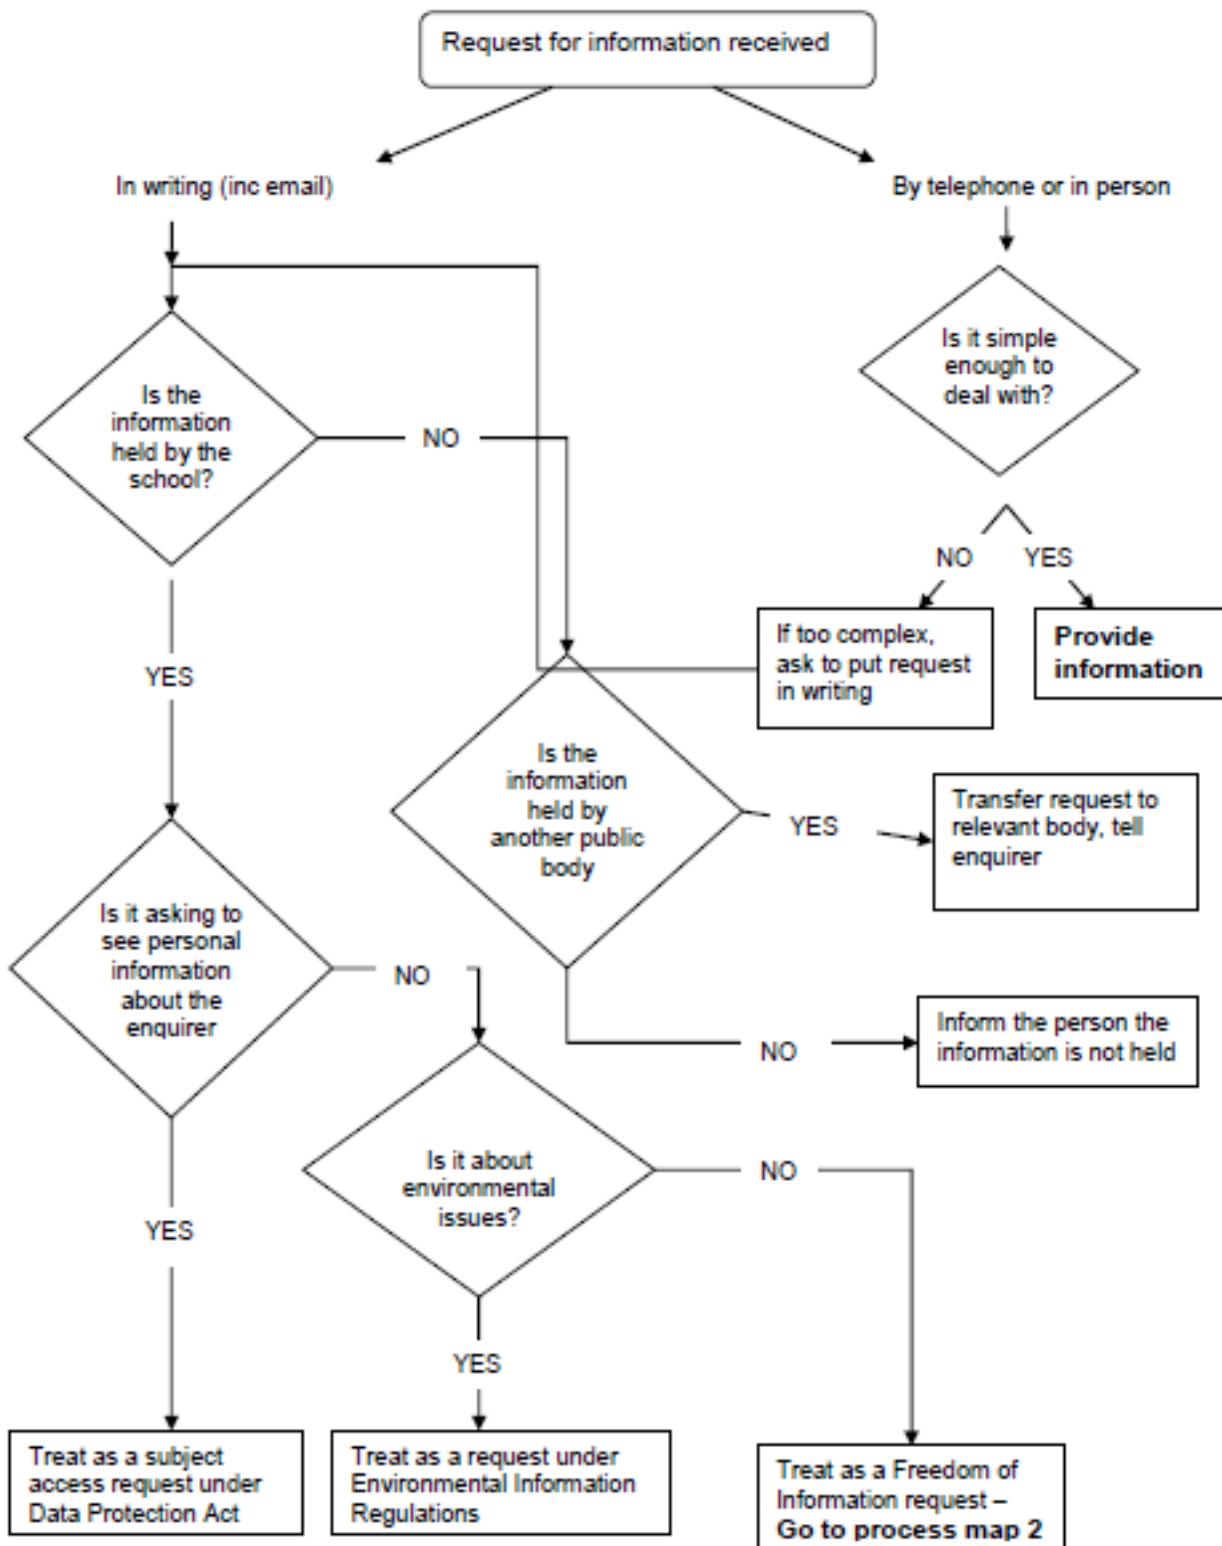 Request for information received
In writing (inc email)
By telephone or in person
Is it simple
enough to
deal with?
Is the
information
held by the
school?
NO
NO
YES
If too complex,
ask to put request
in writing
Provide
information
YES
Is the
information
held by
another public
body
YES
Transfer request to
relevant body, tell
enquirer
Is it asking to
see personal
information
about the
enquirer
NO
NO
Inform the person the
information is not held
Is it about
environmental
issues?
NO
YES
YES
Treat as a subject
access request under
Data Protection Act
Treat as a request under
Environmental Information
Regulations
Treat as a Freedom of
Information request –
Go to process map 2